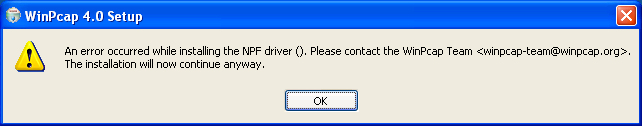 WinPcap 4.0 Setup
An error occurred while installing the NPF driver (). Please contact the WinPcap Team <winpcap-team@winpcap.org>.
The installation will now continue anyway.
OK